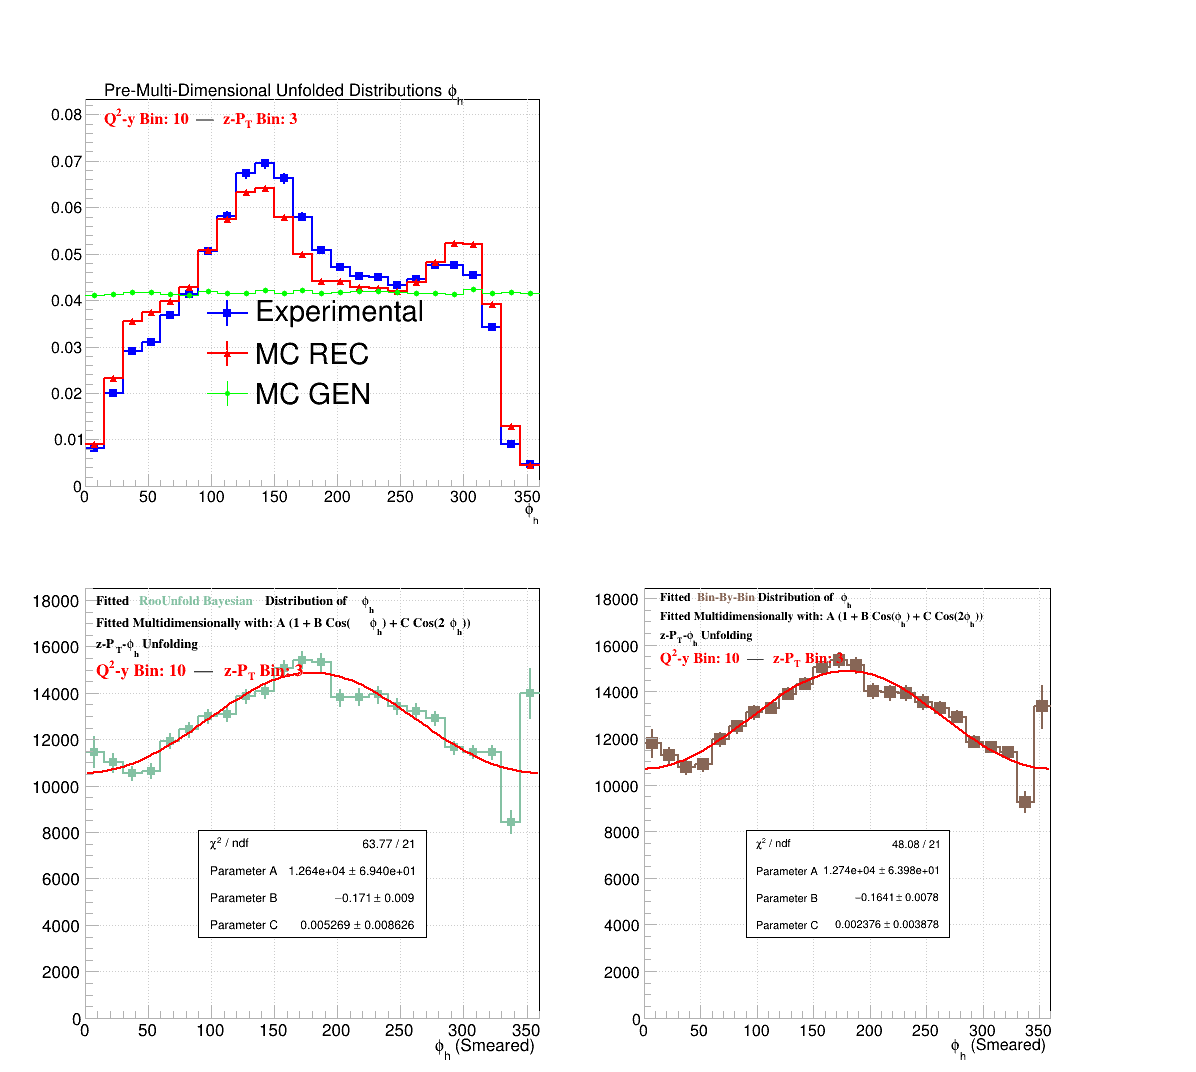 Pre-Multi-Dimensional Unfolded Distributions ϕh
Q²-y Bin: 10 — z-PT Bin: 3
0.08
0.07
0.06
0.05
0.04
0.03
0.02
0.01
0
Experimental
MC REC
MC GEN
0 50 100 150 200 250 300 350
ϕh
Fitted RooUnfold Bayesian Distribution of ϕh
Fitted Multidimensionally with: A (1 + B Cos( ϕh) + C Cos(2 ϕh))
z-PT-ϕh Unfolding
Q²-y Bin: 10 — z-PT Bin: 3
18000
16000
14000
12000
10000
8000
6000
4000
2000
0
χ² / ndf 63.77 / 21
Parameter A 1.264e+04 ± 6.940e+01
Parameter B −0.171 ± 0.009
Parameter C 0.005269 ± 0.008626
0 50 100 150 200 250 300 350
ϕh (Smeared)
Fitted Bin-By-Bin Distribution of ϕh
Fitted Multidimensionally with: A (1 + B Cos(ϕh) + C Cos(2ϕh))
z-PT-ϕh Unfolding
Q²-y Bin: 10 — z-PT Bin:
18000
16000
14000
12000
10000
8000
6000
4000
2000
0
χ² / ndf 48.08 / 21
Parameter A 1.274e+04 ± 6.398e+01
Parameter B −0.1641 ± 0.0078
Parameter C 0.002376 ± 0.003878
0 50 100 150 200 250 300 350
ϕh (Smeared)